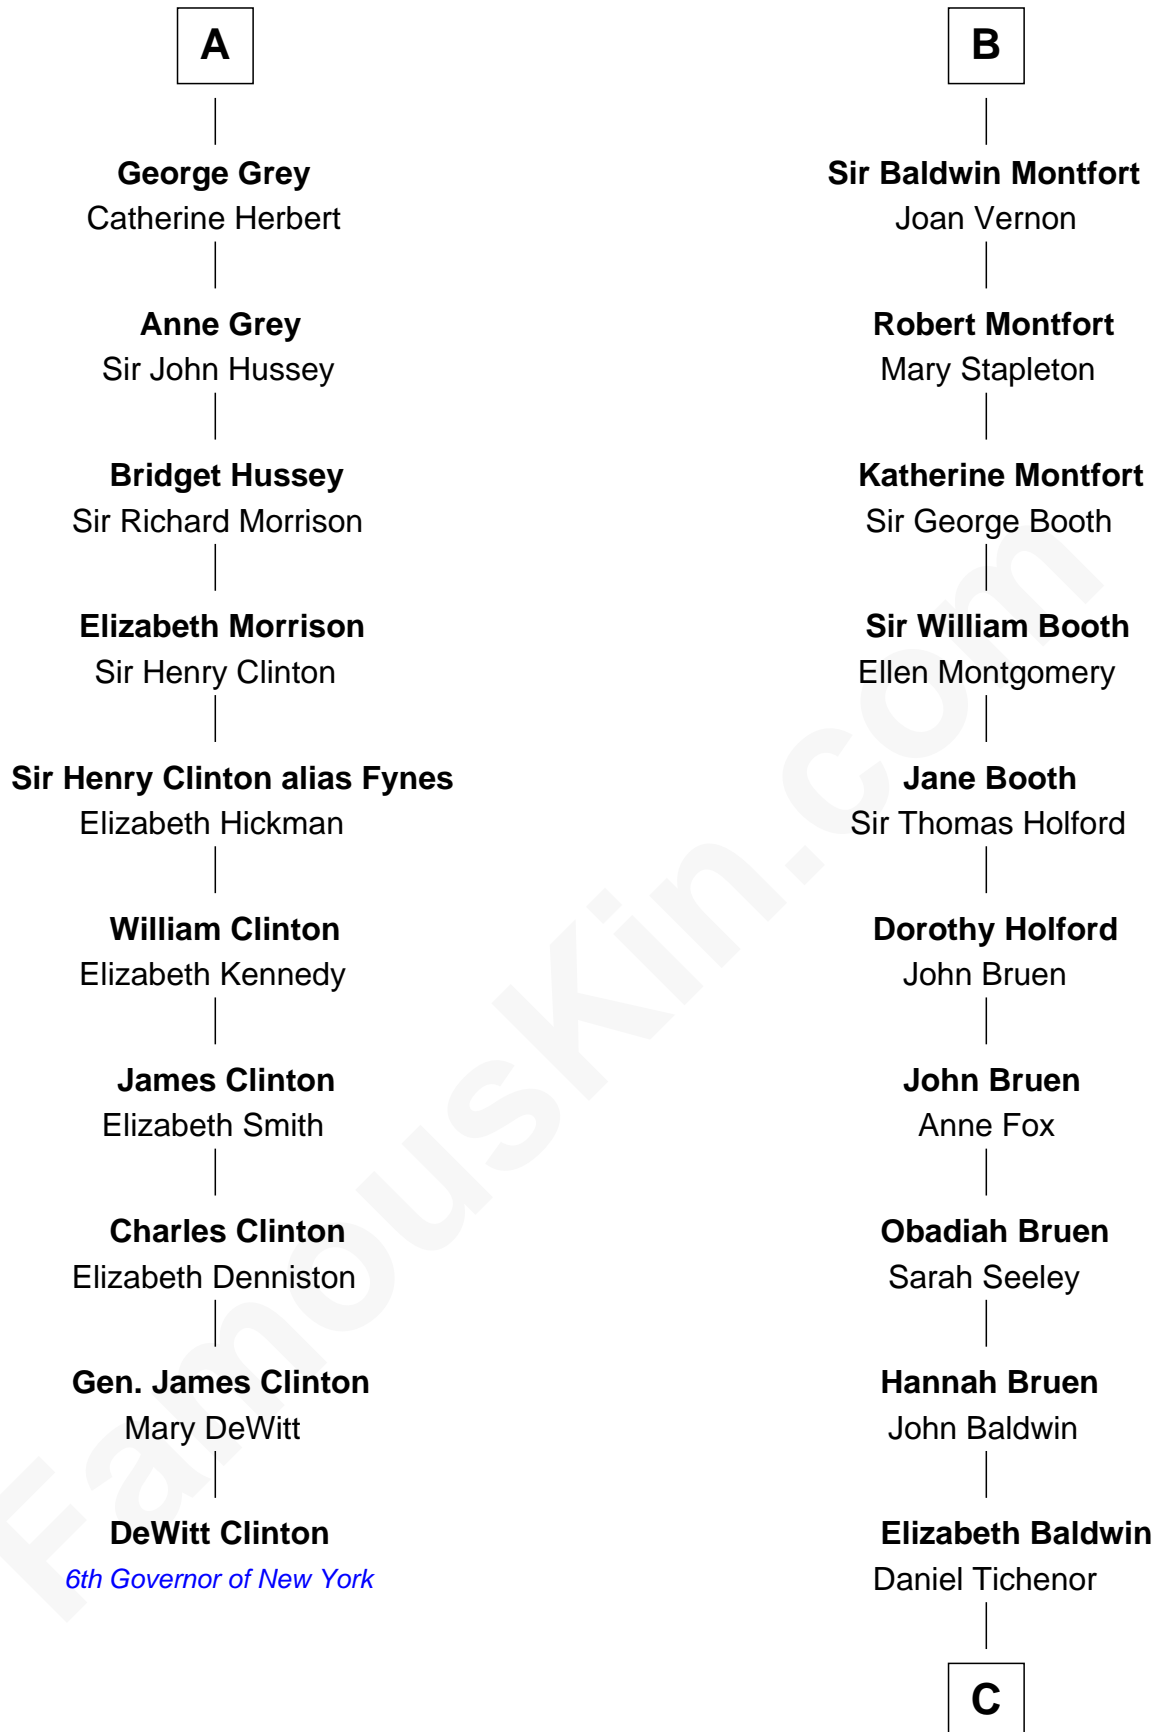 A
George Grey
Catherine Herbert
Anne Grey
Sir John Hussey
Bridget Hussey
Sir Richard Morrison
Elizabeth Morrison
Sir Henry Clinton
Sir Henry Clinton alias Fynes
Elizabeth Hickman
William Clinton
Elizabeth Kennedy
James Clinton
Elizabeth Smith
Charles Clinton
Elizabeth Denniston
Gen. James Clinton
Mary DeWitt
DeWitt Clinton
6th Governor of New York
B
Sir Baldwin Montfort
Joan Vernon
Robert Montfort
Mary Stapleton
Katherine Montfort
Sir George Booth
Sir William Booth
Ellen Montgomery
Jane Booth
Sir Thomas Holford
Dorothy Holford
John Bruen
John Bruen
Anne Fox
Obadiah Bruen
Sarah Seeley
Hannah Bruen
John Baldwin
Elizabeth Baldwin
Daniel Tichenor
C
FamousKin.com